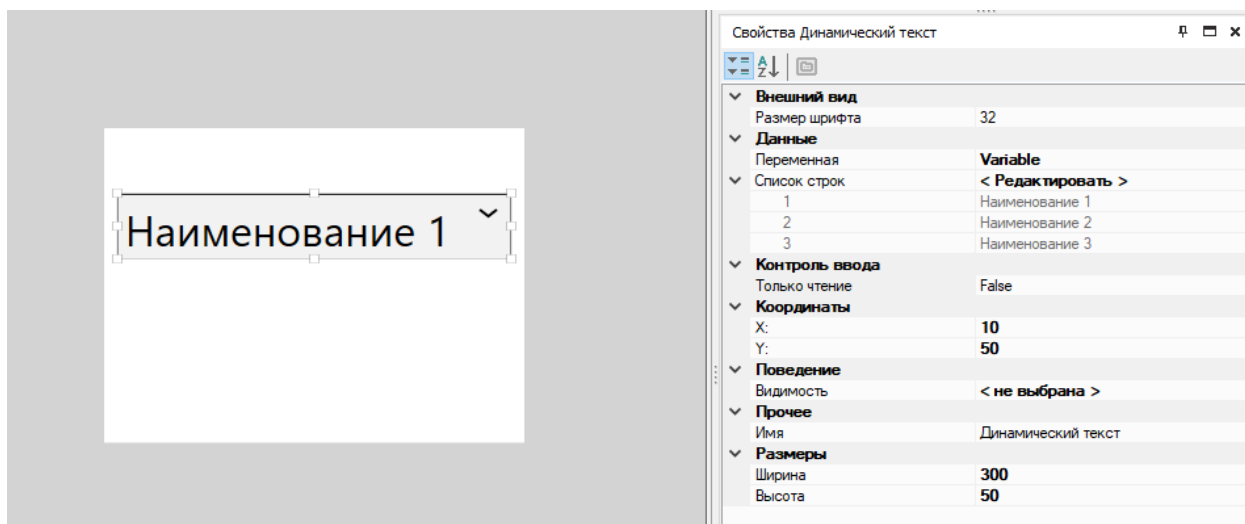 Наименование 1
Свойства Динамический текст
Внешний вид
Размер шрифта 32
Данные
Переменная Variable
Список строк < Редактировать >
1 Наименование 1
2 Наименование 2
3 Наименование 3
Контроль ввода
Только чтение False
Координаты
X: 10
Y: 50
Поведение
Видимость < не выбрана >
Прочее
Имя Динамический текст
Размеры
Ширина 300
Высота 50